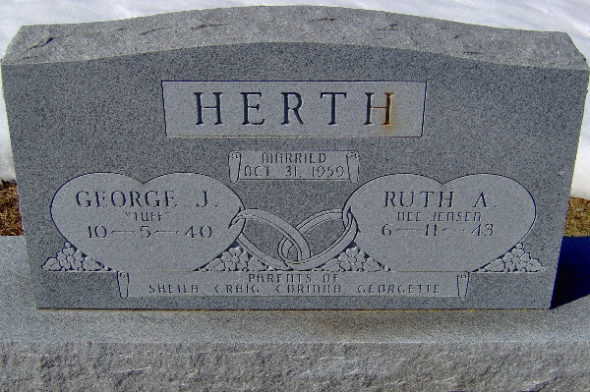 HERTH
MARRIED
OCT. 31, 1959
GEORGE J.
"TUFF"
10-5-40
RUTH A.
NEE JENSEN
6-11-43
PARENTS OF
SHEILA, CRAIG, CORINNA, GEORGETTE